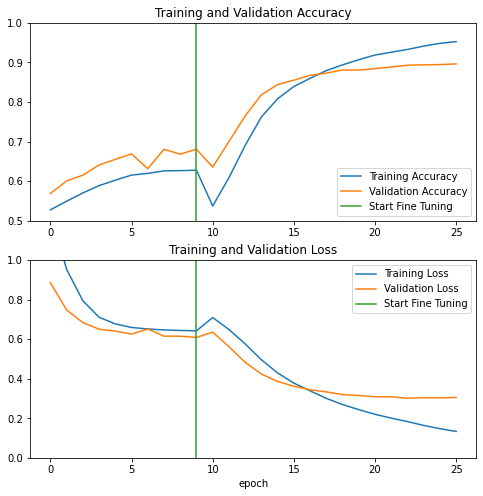 Training and Validation Accuracy
1.0
0.9
0.8
0.7
0.6
0.5
Training Accuracy
Validation Accuracy
Start Fine Tuning
0 5 10 15 20 25
Training and Validation Loss
1.0
0.8
0.6
0.4
0.2
0.0
Training Loss
Validation Loss
Start Fine Tuning
0 5 10 15 20 25
epoch